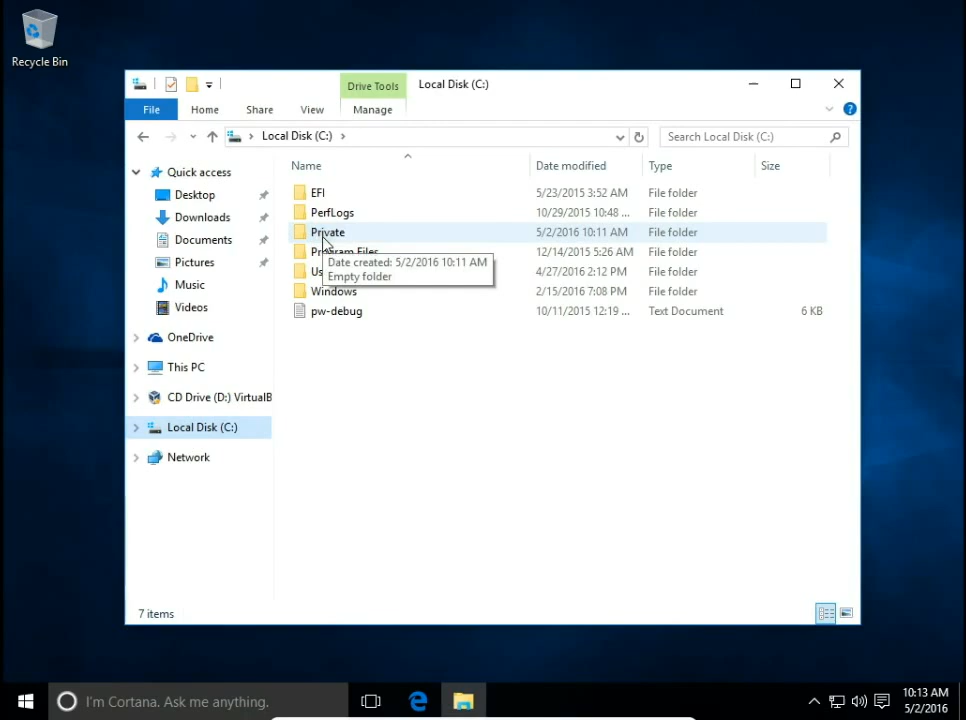 Recycle Bin
Drive Tools
Local Disk (C:)
File
Home
Share
View
Manage
Local Disk (C:)
Search Local Disk (C:)
Quick access
Desktop
Downloads
Documents
Pictures
Music
Videos
OneDrive
This PC
CD Drive (D:) VirtualB
Local Disk (C:)
Network
Name Date modified Type Size
EFI 5/23/2015 3:52 AM File folder
PerfLogs 10/29/2015 10:48 ... File folder
Private 5/2/2016 10:11 AM File folder
Program Files 12/14/2015 5:26 AM File folder
Us 4/27/2016 2:12 PM File folder
Date created: 5/2/2016 10:11 AM
Empty folder
Windows 2/15/2016 7:08 PM File folder
pw-debug 10/11/2015 12:19 ... Text Document 6 KB
7 items
I'm Cortana. Ask me anything.
10:13 AM
5/2/2016